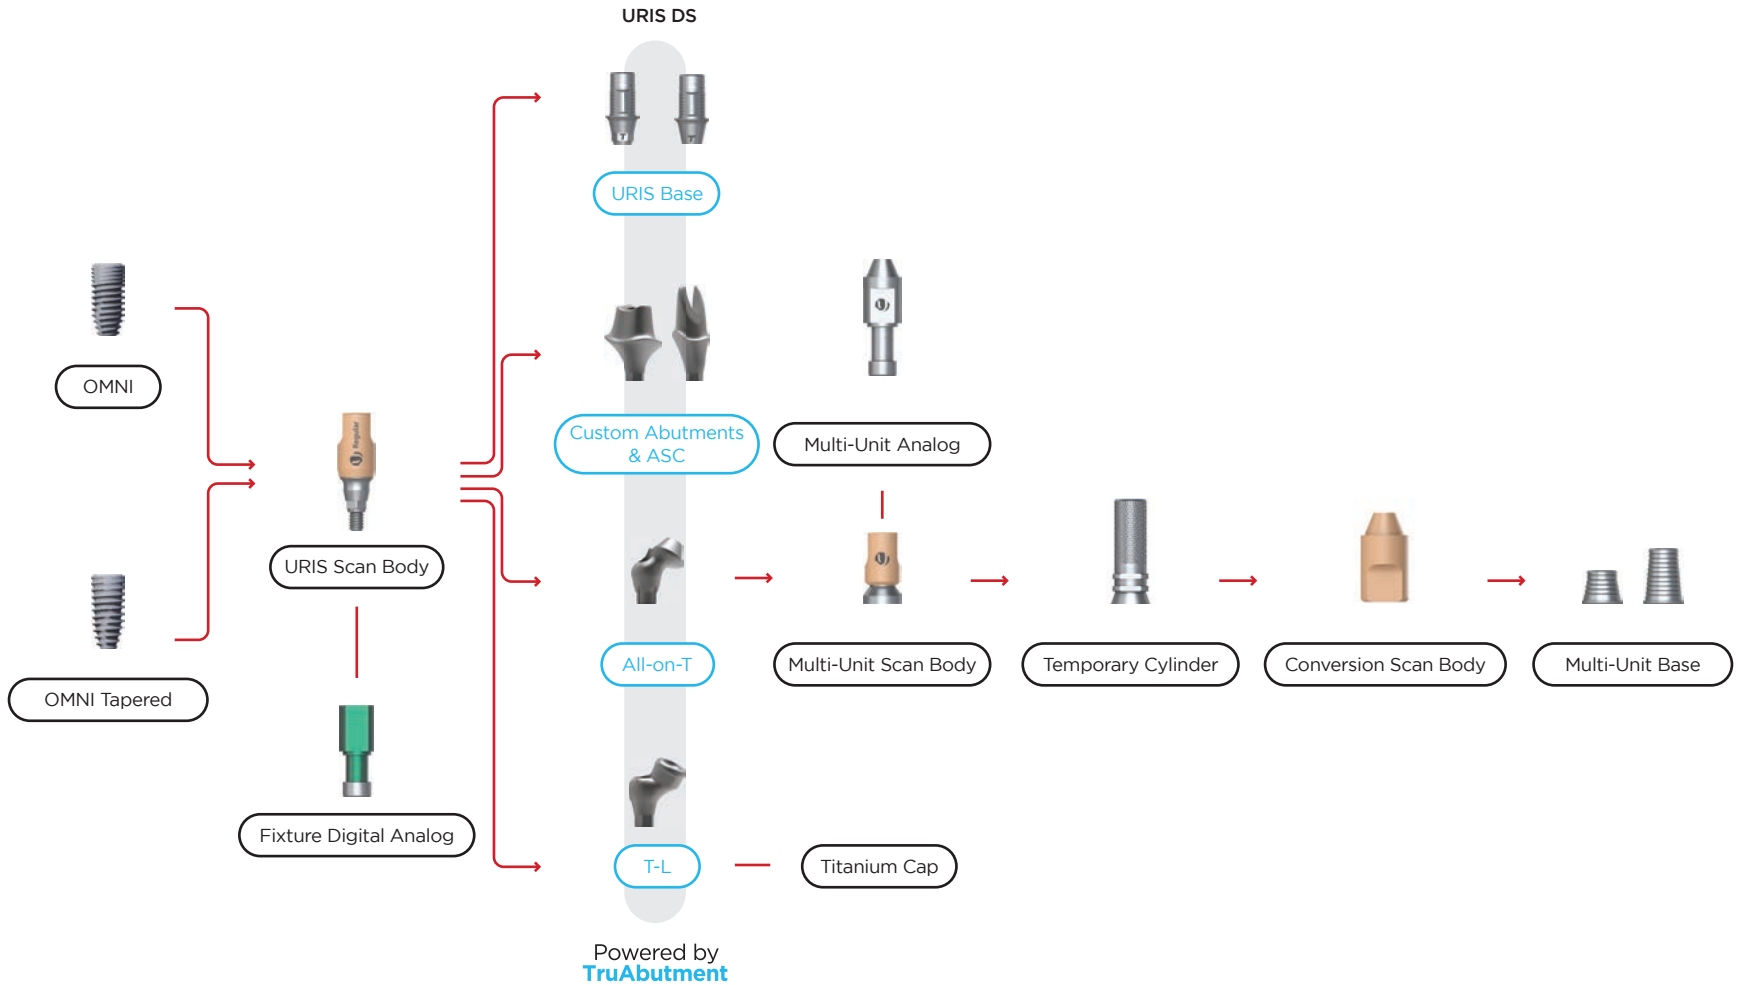 URIS DS
T
T
URIS Base
OMNI
Custom Abutments
& ASC
Multi-Unit Analog
Regular
URIS Scan Body
All-on-T
Multi-Unit Scan Body
Temporary Cylinder
Conversion Scan Body
Multi-Unit Base
OMNI Tapered
Fixture Digital Analog
T-L
Titanium Cap
Powered by
TruAbutment